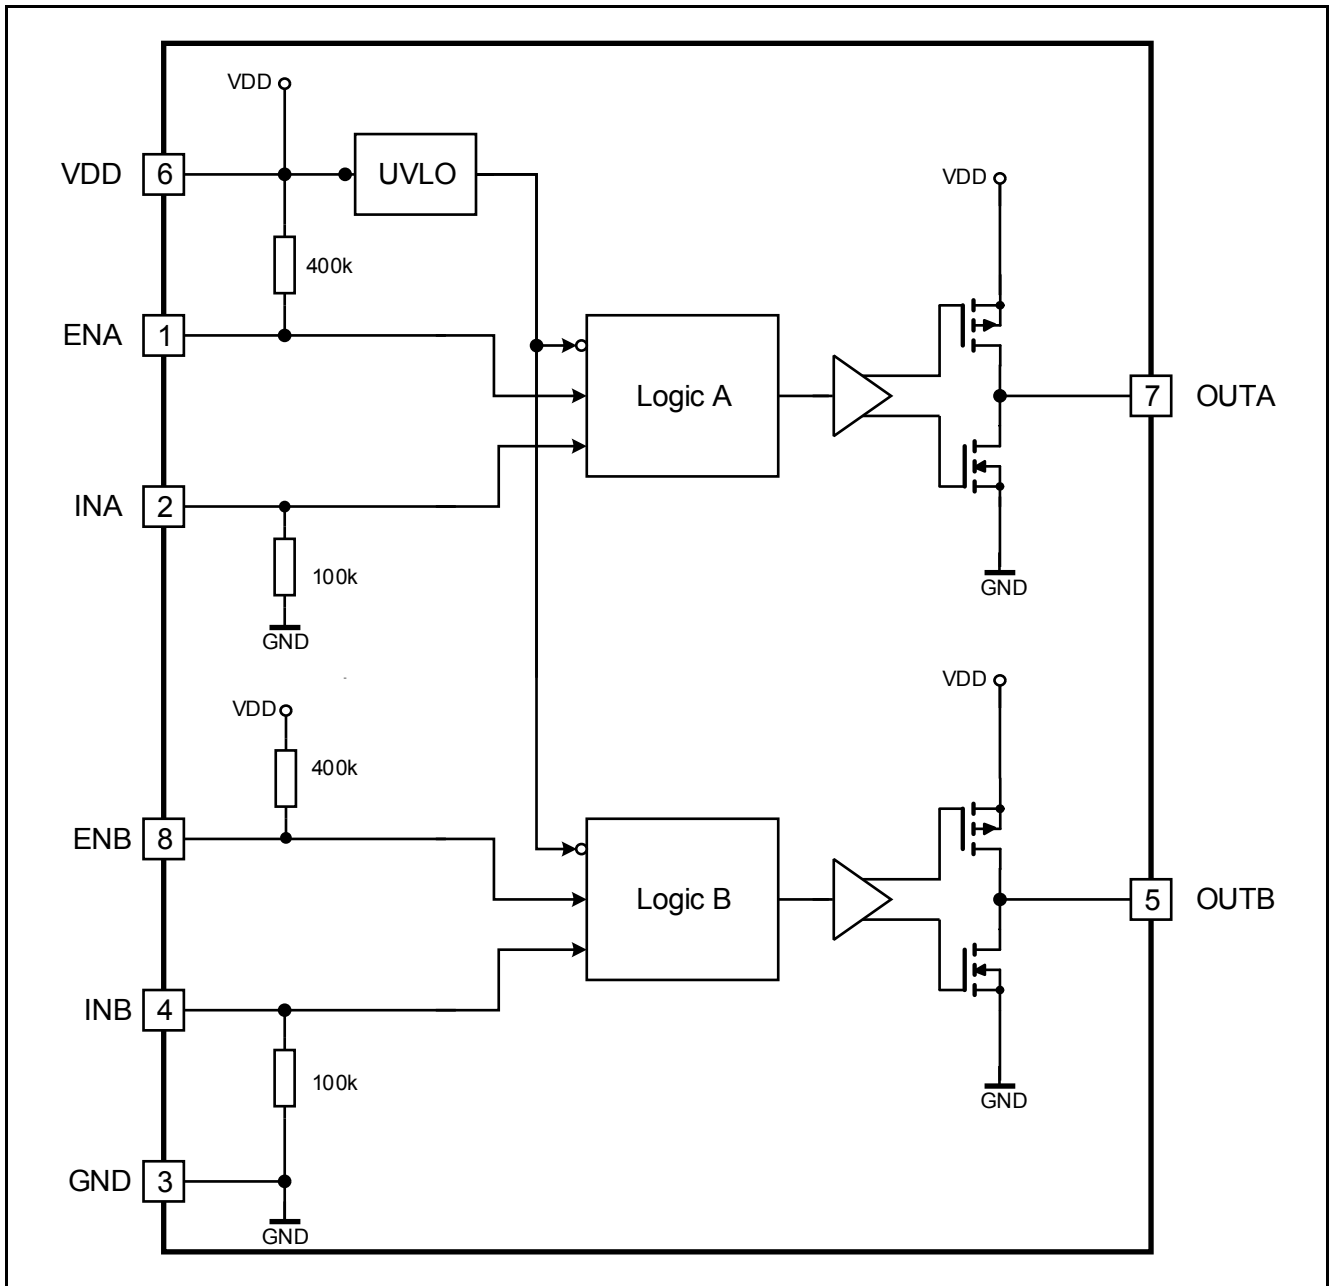 VDD
VDD 6 UVLO
VDD
400k
ENA 1
Logic A
7 OUTA
INA 2
100k
GND
GND
VDD
VDD
400k
ENB 8
Logic B
5 OUTB
INB 4
100k
GND
GND 3
GND